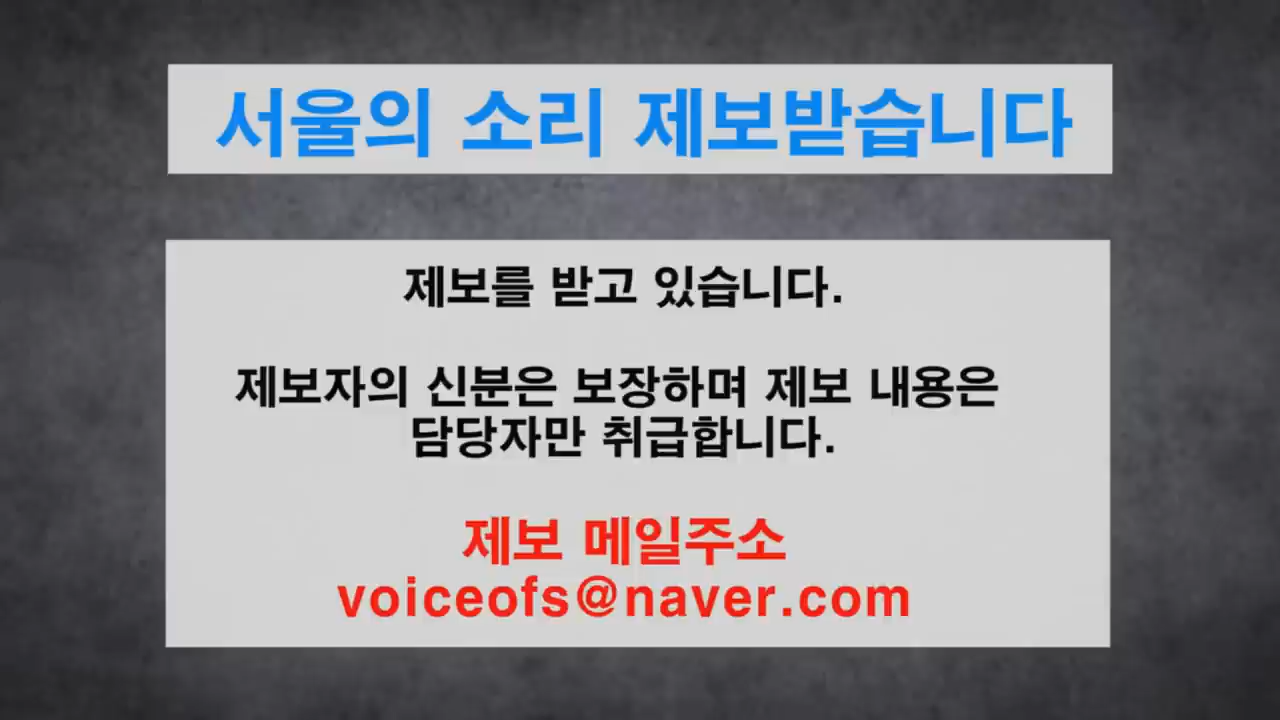 서울의 소리 제보받습니다
제보를 받고 있습니다.
제보자의 신분은 보장하며 제보 내용은
담당자만 취급합니다.
제보 메일주소
voiceofs@naver.com